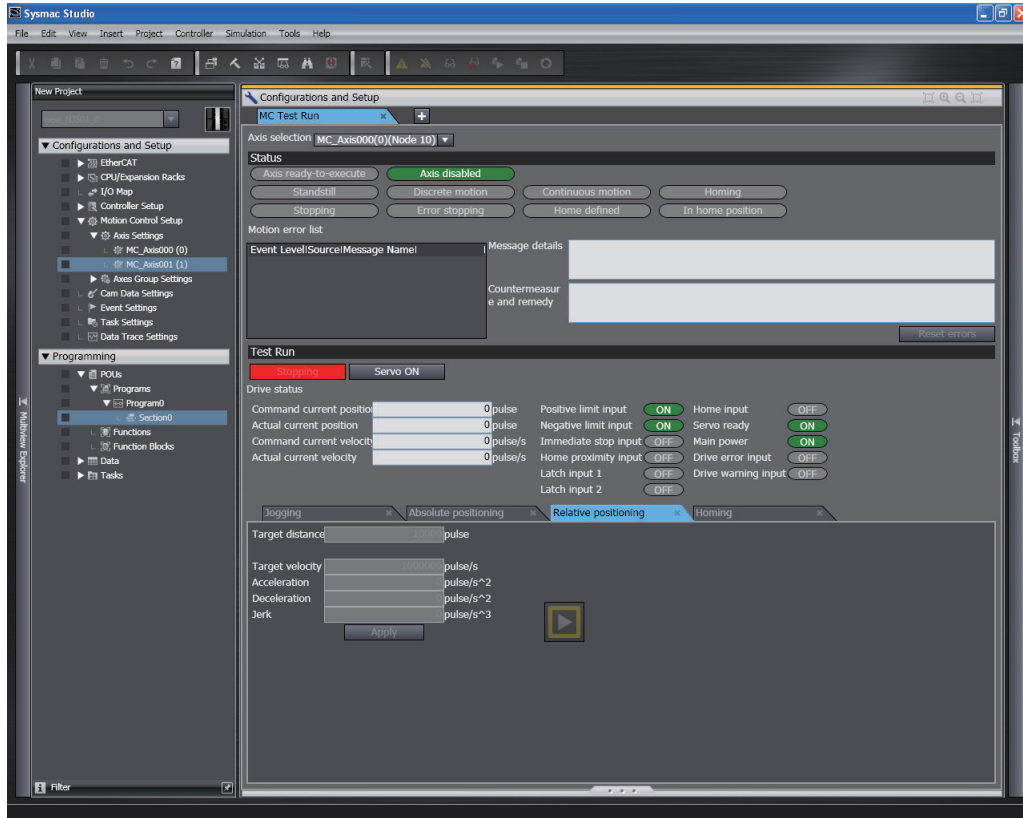 Sysmac Studio
File Edit View Insert Project Controller Simulation Tools Help
New Project
Configurations and Setup
EtherCAT
CPU/Expansion Racks
I/O Map
Controller Setup
Motion Control Setup
Axis Settings
MC_Axis000 (0)
MC_Axis001 (1)
Axes Group Settings
Cam Data Settings
Event Settings
Task Settings
Data Trace Settings
Programming
POUs
Programs
Program0
Section0
Functions
Function Blocks
Data
Tasks
Filter
Multiview Explorer
Configurations and Setup
MC Test Run
Axis selection MC_Axis000(0)(Node 10)
Status
Axis ready-to-execute Axis disabled
Standstill Discrete motion Continuous motion Homing
Stopping Error stopping Home defined In home position
Motion error list
Event Level|Source|Message Name|
Message details
Countermeasur
e and remedy
Reset errors
Test Run
Stopping Servo ON
Drive status
Command current position 0 pulse Positive limit input ON Home input OFF
Actual current position 0 pulse Negative limit input ON Servo ready ON
Command current velocity 0 pulse/s Immediate stop input OFF Main power ON
Actual current velocity 0 pulse/s Home proximity input OFF Drive error input OFF
Latch input 1 OFF Drive warning input OFF
Latch input 2 OFF
Jogging Absolute positioning Relative positioning Homing
Target distance 10000 pulse
Target velocity 1000000 pulse/s
Acceleration 0 pulse/s^2
Deceleration 0 pulse/s^2
Jerk 0 pulse/s^3
Apply
Toolbox